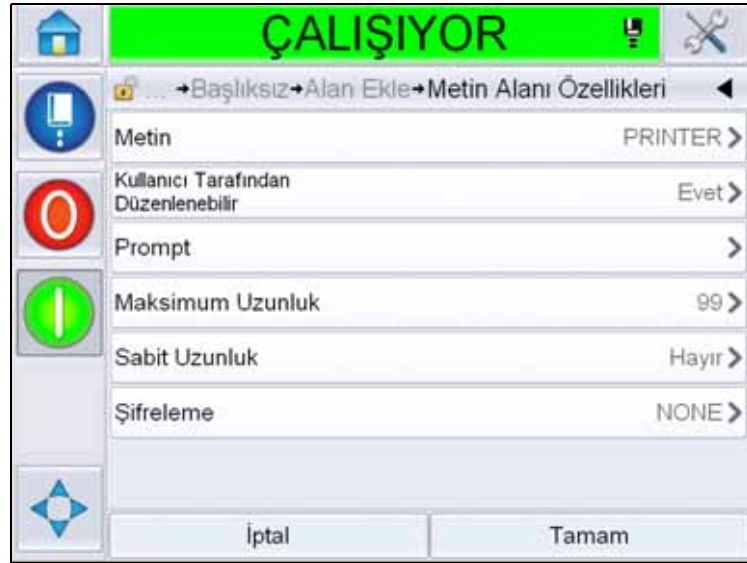 ÇALIŞIYOR
... →Başlıksız→Alan Ekle→Metin Alanı Özellikleri
Metin PRINTER
Kullanıcı Tarafından
Düzenlenebilir Evet
Prompt
Maksimum Uzunluk 99
Sabit Uzunluk Hayır
Şifreleme NONE
İptal Tamam